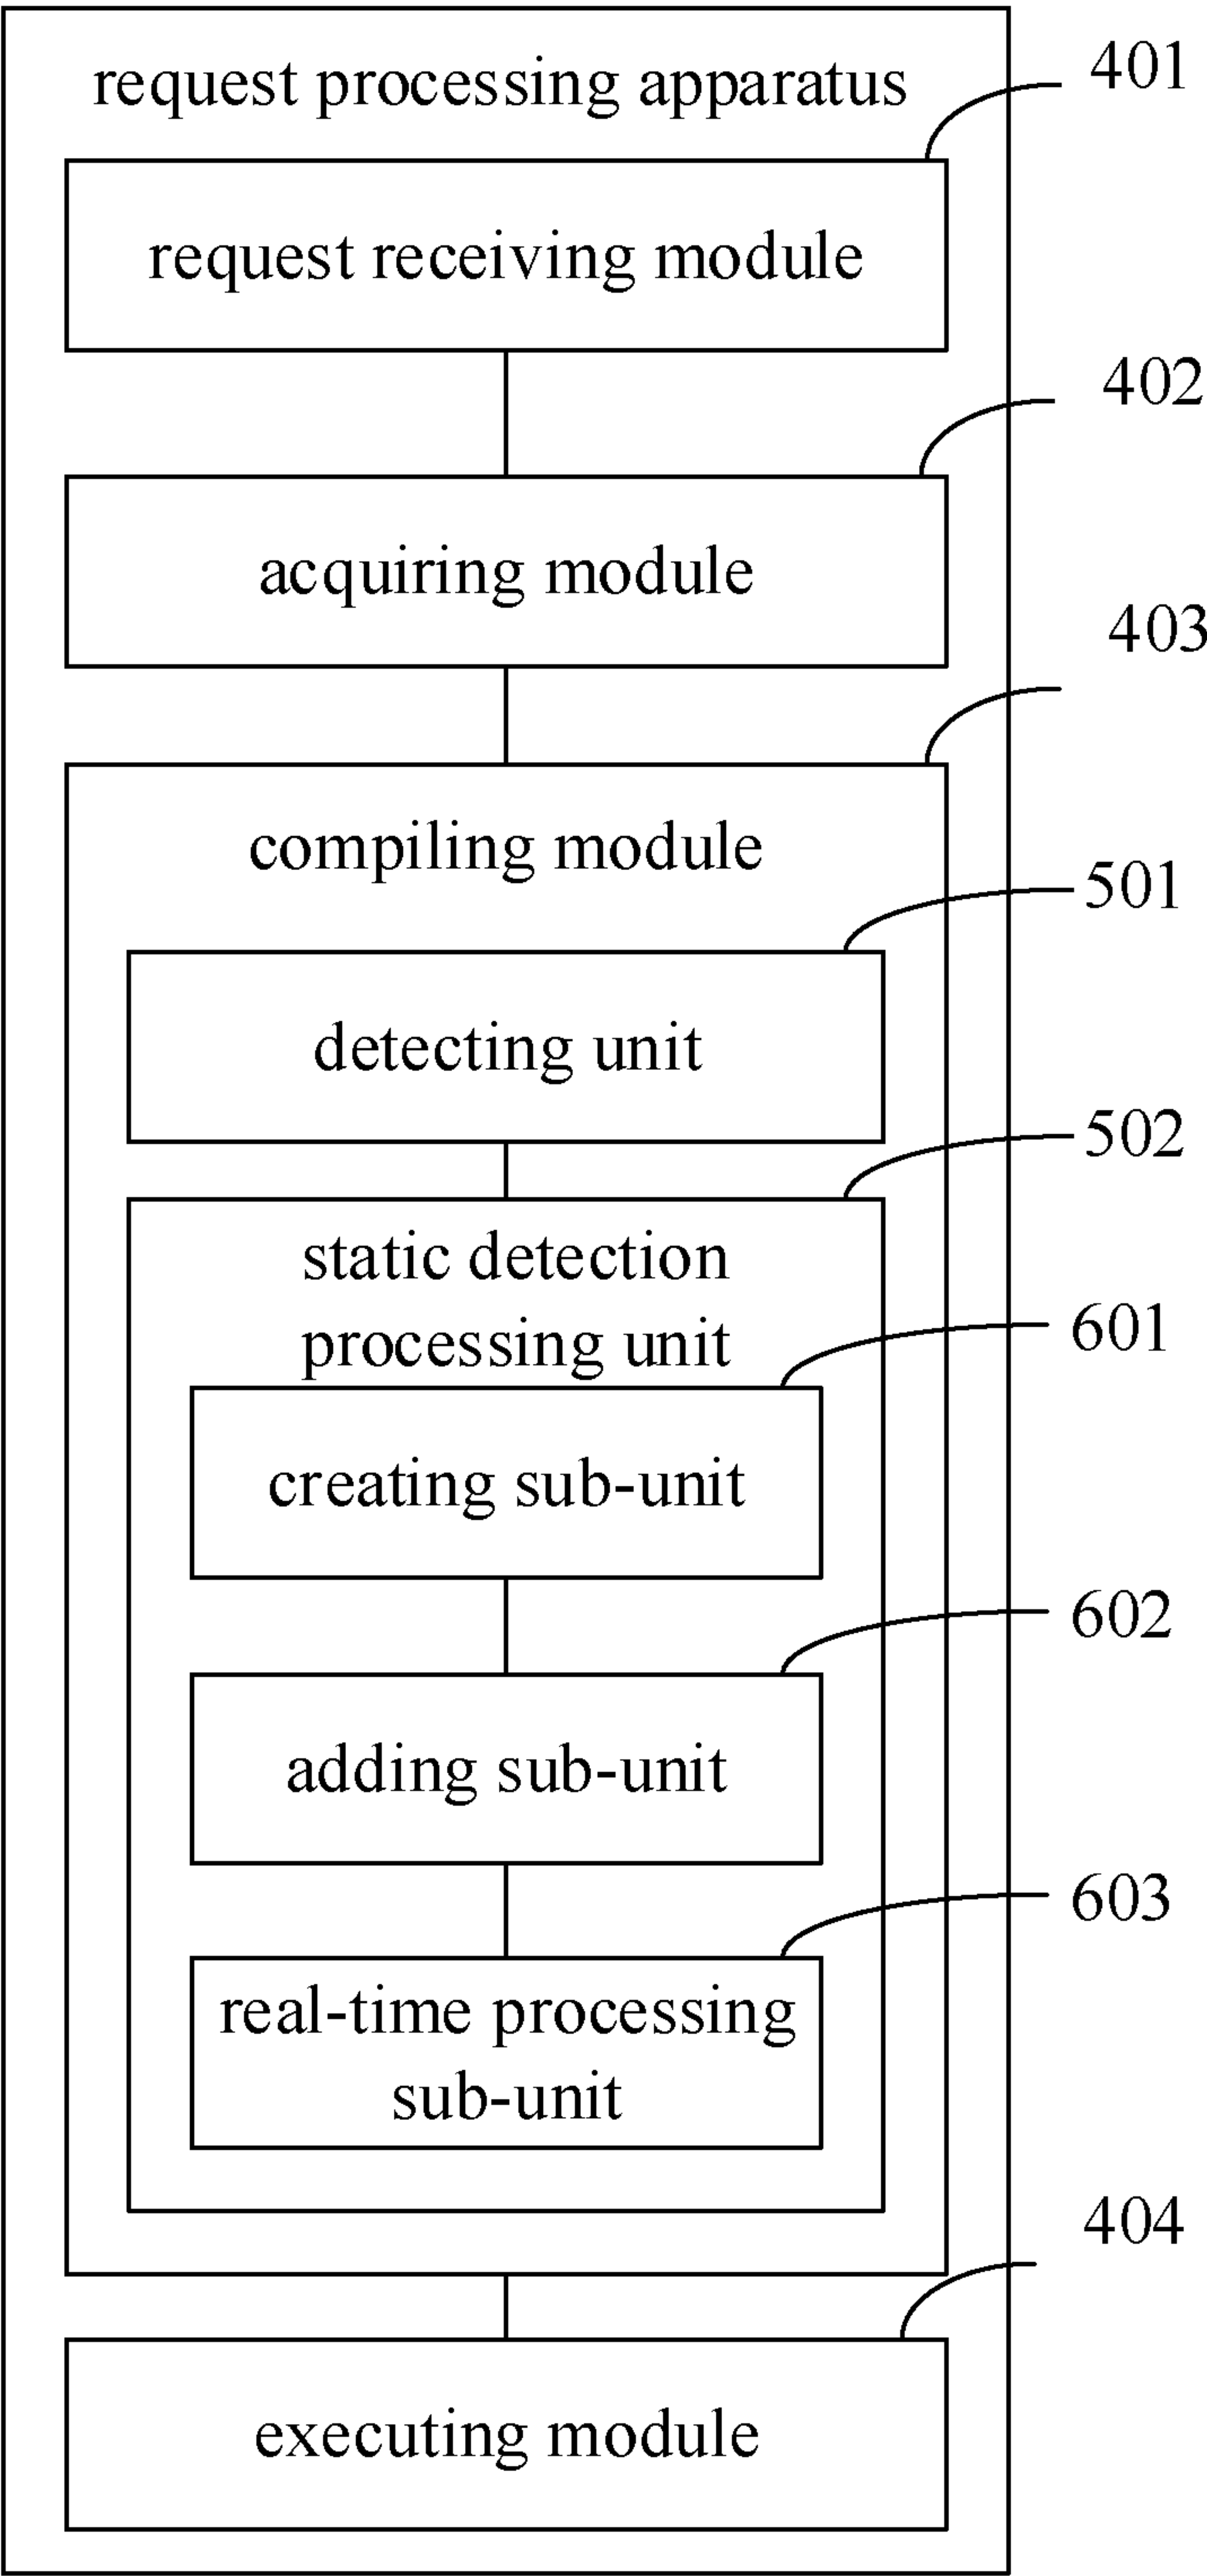 request processing apparatus
401
request receiving module
402
acquiring module
403
compiling module
501
detecting unit
502
static detection
processing unit
601
creating sub-unit
602
adding sub-unit
603
real-time processing
sub-unit
404
executing module